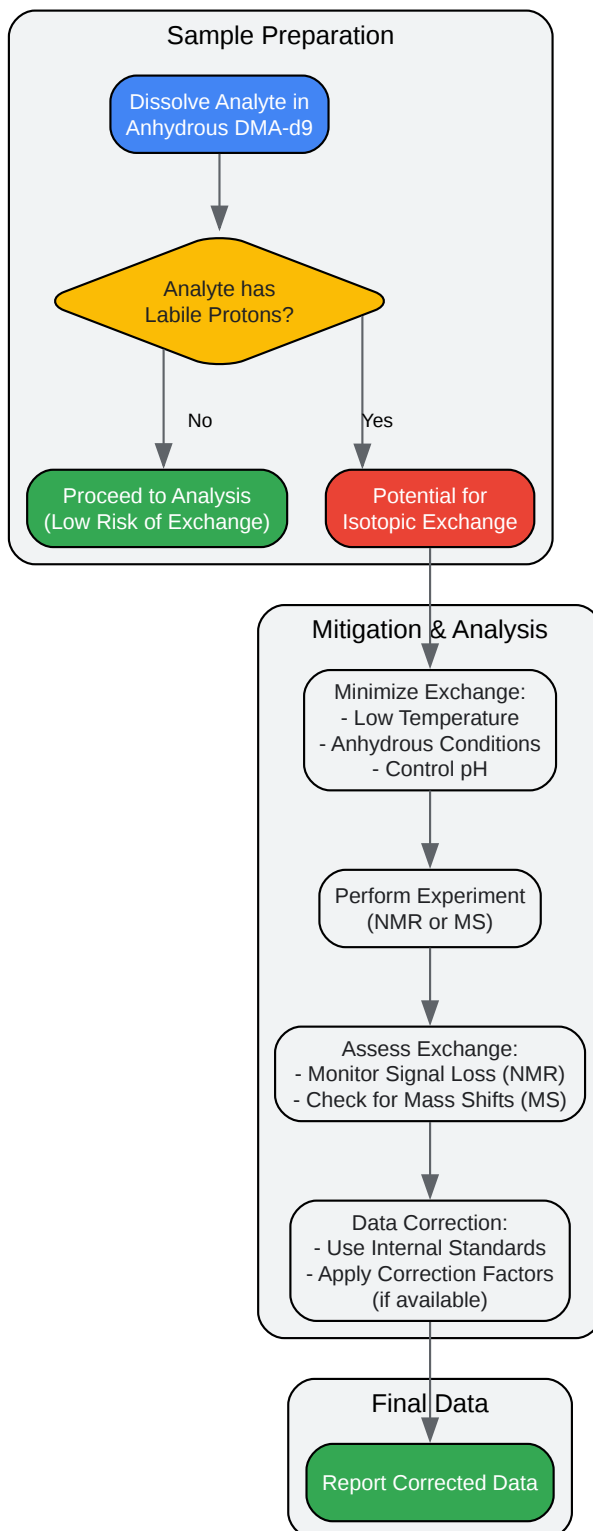 Sample Preparation
Dissolve Analyte in
Anhydrous DMA-d9
Analyte has
Labile Protons?
No
Yes
Proceed to Analysis
(Low Risk of Exchange)
Potential for
Isotopic Exchange
Mitigation & Analysis
Minimize Exchange:
- Low Temperature
- Anhydrous Conditions
- Control pH
Perform Experiment
(NMR or MS)
Assess Exchange:
- Monitor Signal Loss (NMR)
- Check for Mass Shifts (MS)
Data Correction:
- Use Internal Standards
- Apply Correction Factors
(if available)
Final Data
Report Corrected Data